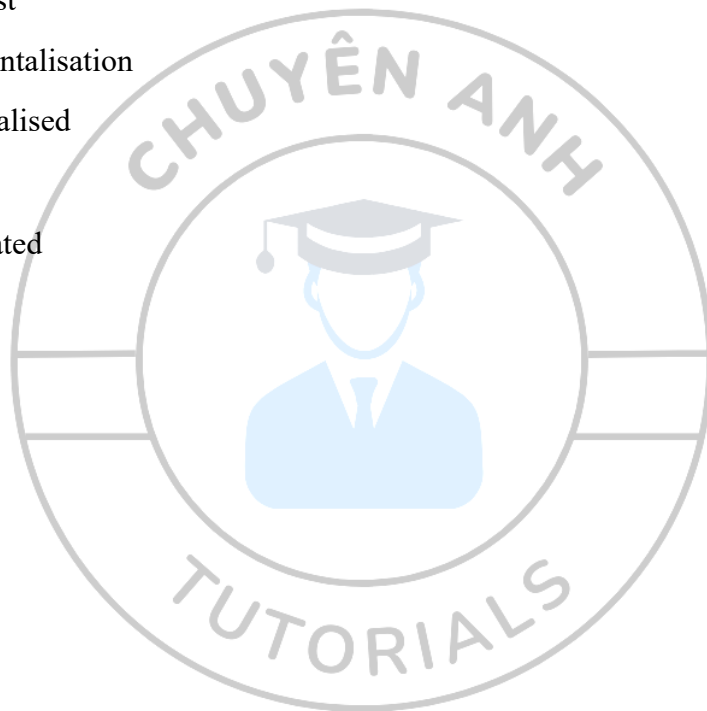 st
ntalisation
alised
ated
CHUYÊN ANH
TUTORIALS